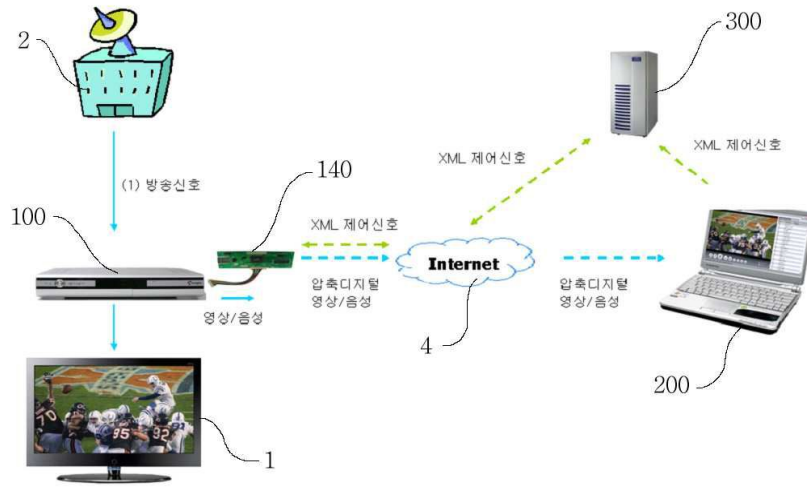 2
300
XML 제어신호
XML 제어신호
(1) 방송신호
140
100
XML 제어신호
Internet
압축디지털
영상/음성
압축디지털
영상/음성
영상/음성
4
200
1